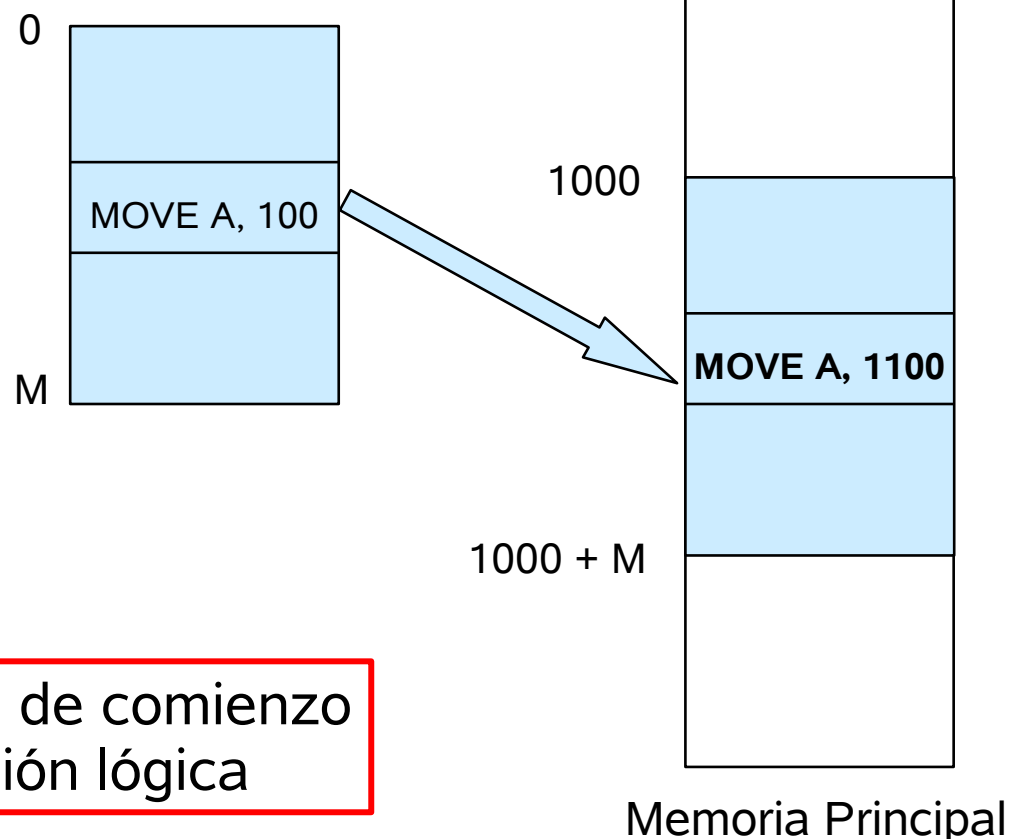 0
MOVE A, 100
M
1000
MOVE A, 1100
1000 + M
de comienzo
ión lógica
Memoria Principal